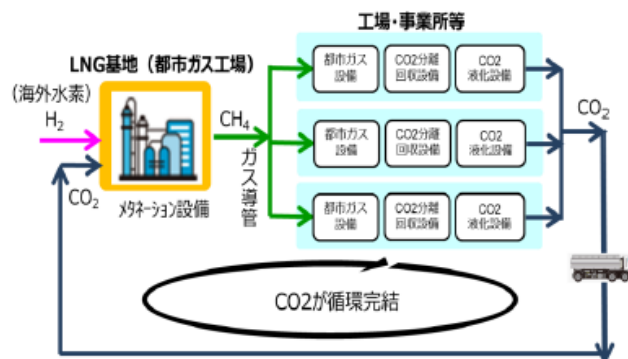 工場・事業所等
LNG基地（都市ガス工場）
（海外水素）
H2
CO2
メタネーション設備
CH4
ガス導管
都市ガス
設備
CO2分離
回収設備
CO2
液化設備
都市ガス
設備
CO2分離
回収設備
CO2
液化設備
都市ガス
設備
CO2分離
回収設備
CO2
液化設備
CO2
CO2が循環完結